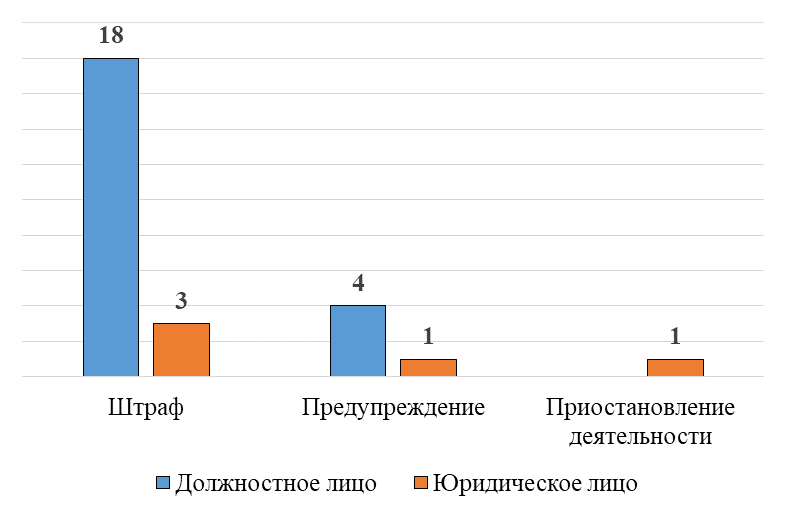 18
3
4
1
1
Штраф
Предупреждение
Приостановление
деятельности
Должностное лицо
Юридическое лицо